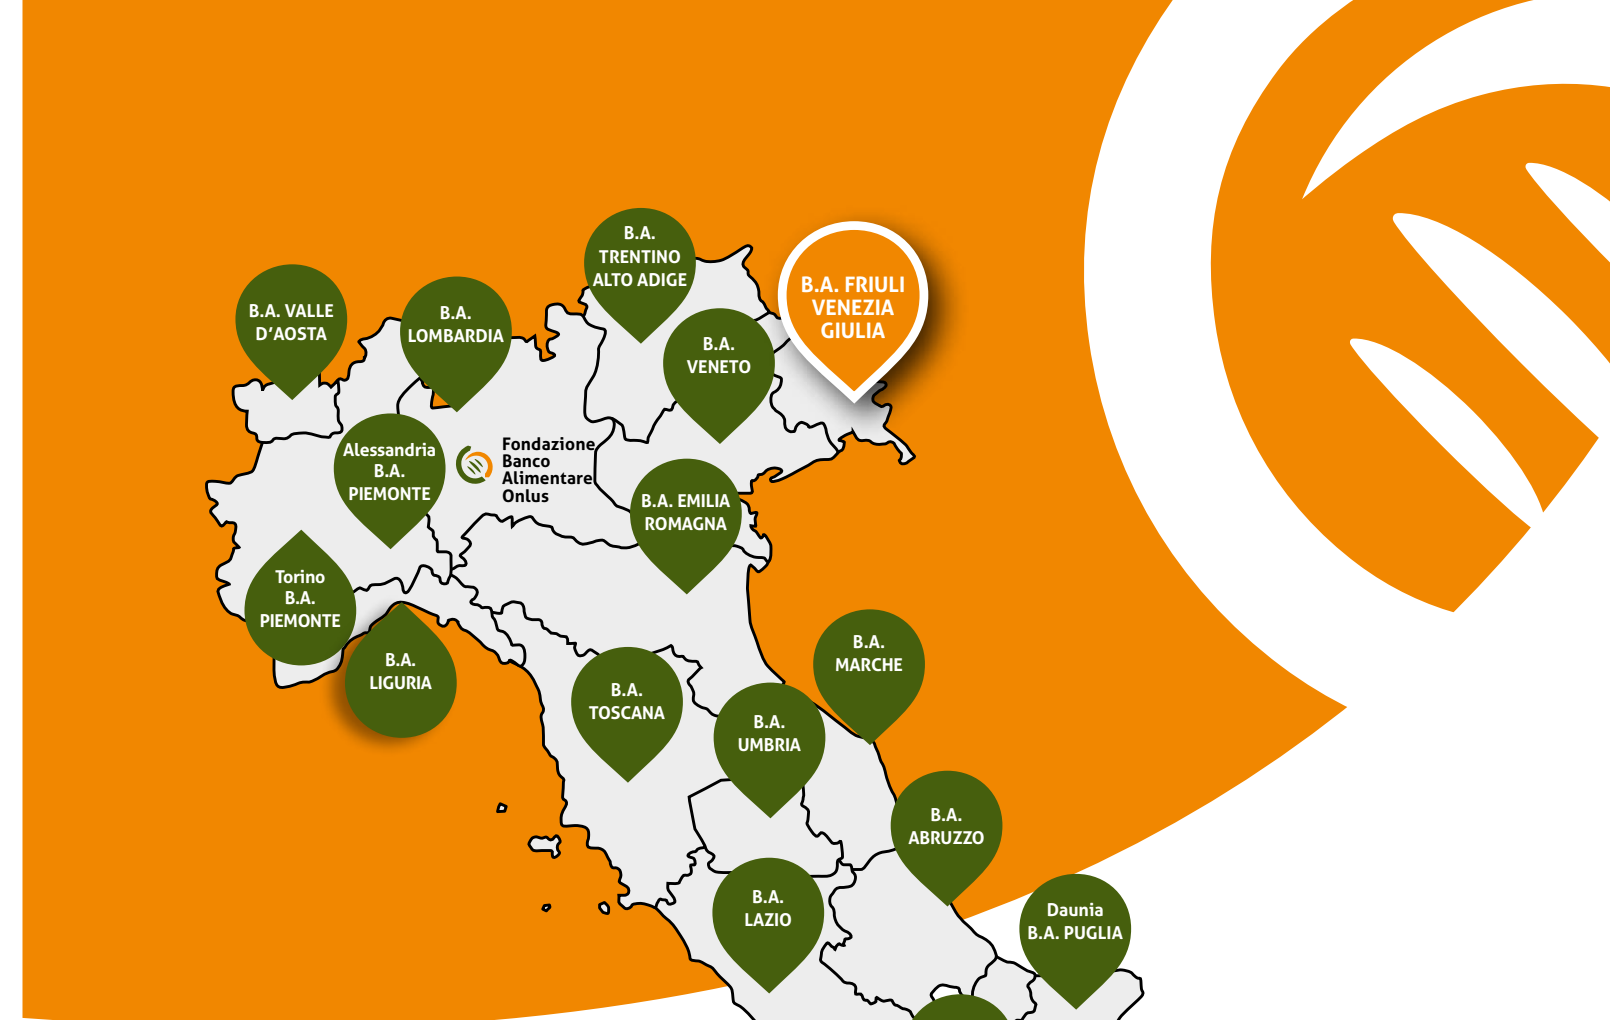 B.A.
TRENTINO
ALTO ADIGE
B.A. FRIULI
VENEZIA
GIULIA
B.A. VALLE
D'AOSTA
B.A.
LOMBARDIA
B.A.
VENETO
Alessandria
B.A.
PIEMONTE
Fondazione
Banco
Alimentare
Onlus
B.A. EMILIA
ROMAGNA
Torino
B.A.
PIEMONTE
B.A.
LIGURIA
B.A.
MARCHE
B.A.
TOSCANA
B.A.
UMBRIA
B.A.
ABRUZZO
B.A.
LAZIO
Daunia
B.A. PUGLIA